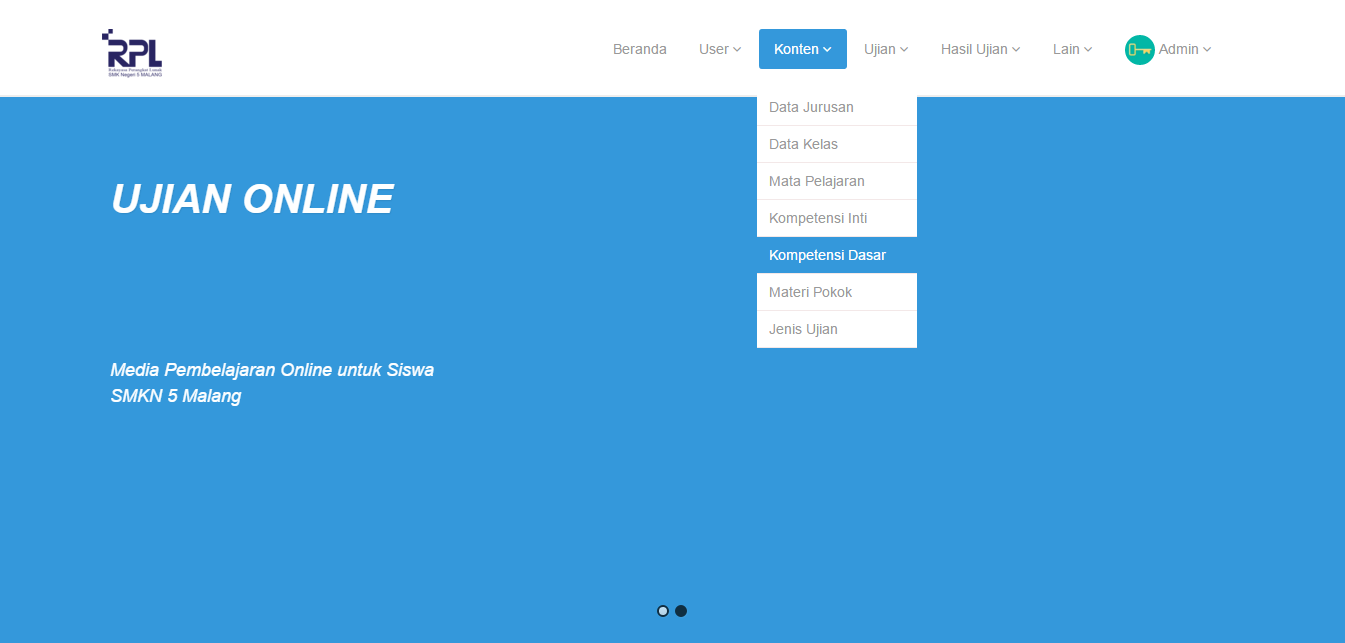 RPL
Rekayasa Perangkat Lunak
SMK Negeri 5 MALANG
Beranda
User
Konten
Ujian
Hasil Ujian
Lain
Admin
Data Jurusan
Data Kelas
Mata Pelajaran
Kompetensi Inti
Kompetensi Dasar
Materi Pokok
Jenis Ujian
UJIAN ONLINE
Media Pembelajaran Online untuk Siswa
SMKN 5 Malang